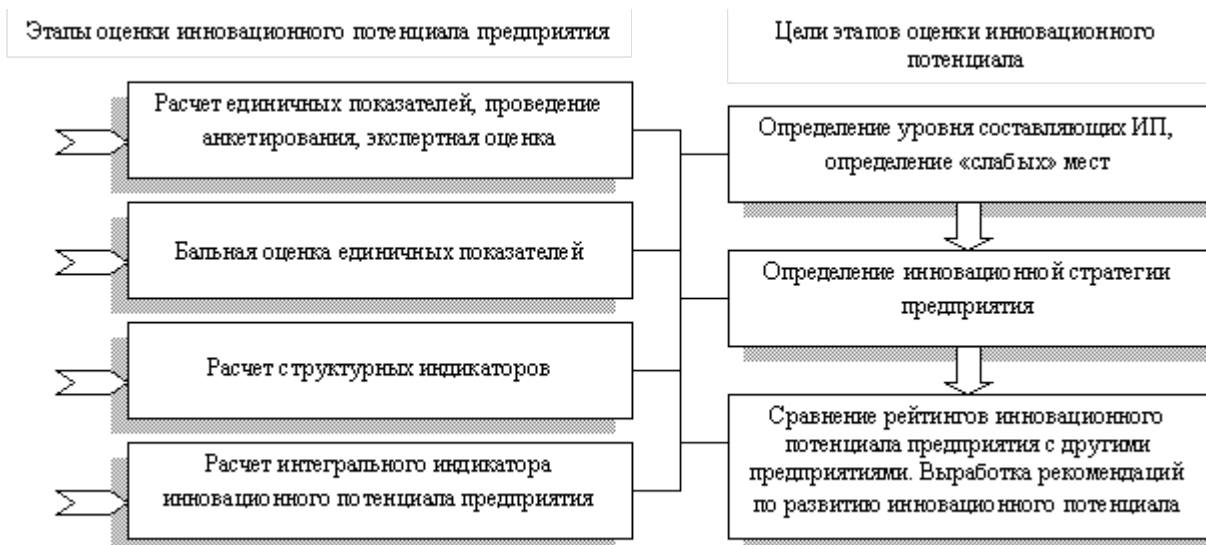 Этапы оценки инновационного потенциала предприятия
Цели этапов оценки инновационного
потенциала
Расчет единичных показателей, проведение
анкетирования, экспертная оценка
Бальная оценка единичных показателей
Расчет структурных индикаторов
Расчет интегрального индикатора
инновационного потенциала предприятия
Определение уровня составляющих ИП,
определение «слабых» мест
Определение инновационной стратегии
предприятия
Сравнение рейтингов инновационного
потенциала предприятия с другими
предприятиями. Выработка рекомендаций
по развитию инновационного потенциала